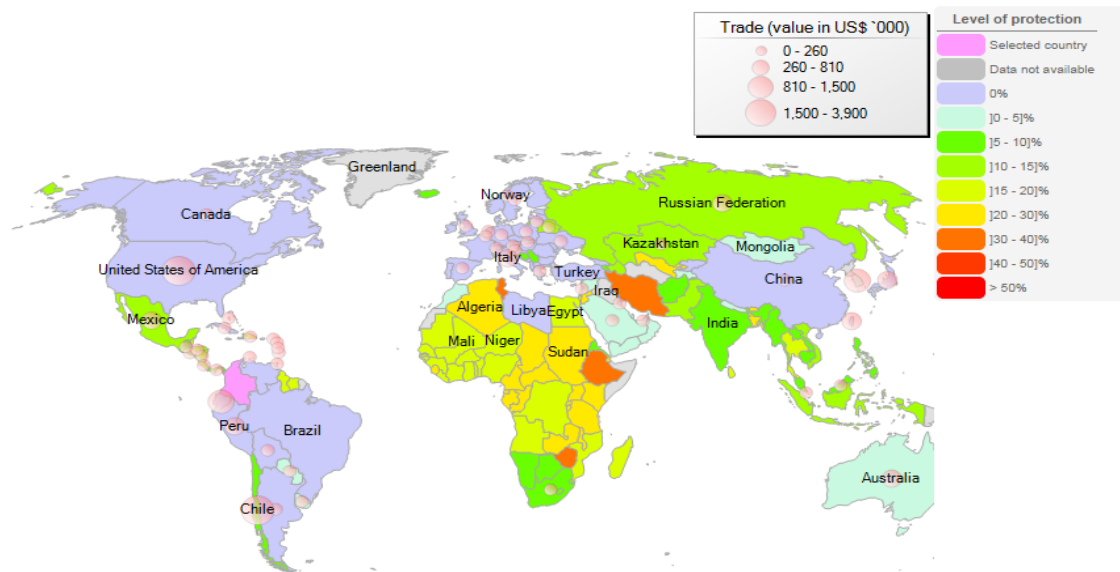 Trade (value in US$ `000)
0 - 260
260 - 810
810 - 1,500
1,500 - 3,900
Level of protection
Selected country
Data not available
0%
]0 - 5]%
]5 - 10]%
]10 - 15]%
]15 - 20]%
]20 - 30]%
]30 - 40]%
]40 - 50]%
> 50%
Greenland
Norway
Canada
Russian Federation
Kazakhstan
Mongolia
Italy
United States of America
Turkey
China
Iraq
Algeria
Libya
Egypt
Mexico
India
Mali
Niger
Sudan
Peru
Brazil
Australia
Chile